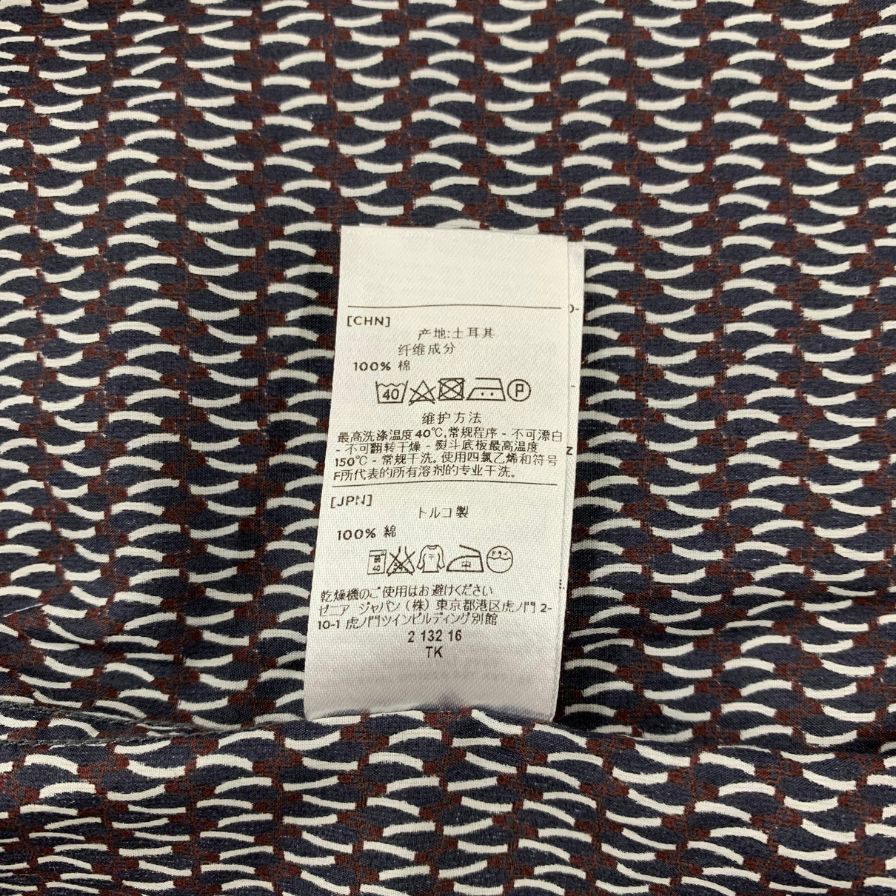 [CHN]
产地:土耳其
纤维成分
100% 棉
40 P
维护方法
最高洗涤温度40°C,常规程序 - 不可漂白
- 不可翻转干燥 - 熨斗底板最高温度
150°C - 常规干洗。使用四氯乙烯和符号
F所代表的所有溶剂的专业干洗。
[JPN]
トルコ製
100% 綿
40
乾燥機のご使用はお避けください
ゼニア ジャパン (株) 東京都港区虎ノ門 2-
10-1 虎ノ門ツインビルディング別館
2 132 16
TK